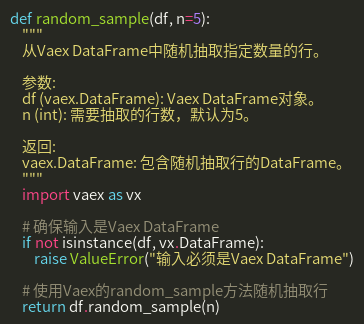 def random_sample(df, n=5):
    """
    从Vaex DataFrame中随机抽取指定数量的行。

    参数:
    df (vaex.DataFrame): Vaex DataFrame对象。
    n (int): 需要抽取的行数，默认为5。

    返回:
    vaex.DataFrame: 包含随机抽取行的DataFrame。
    """
    import vaex as vx

    # 确保输入是Vaex DataFrame
    if not isinstance(df, vx.DataFrame):
        raise ValueError("输入必须是Vaex DataFrame")

    # 使用Vaex的random_sample方法随机抽取行
    return df.random_sample(n)